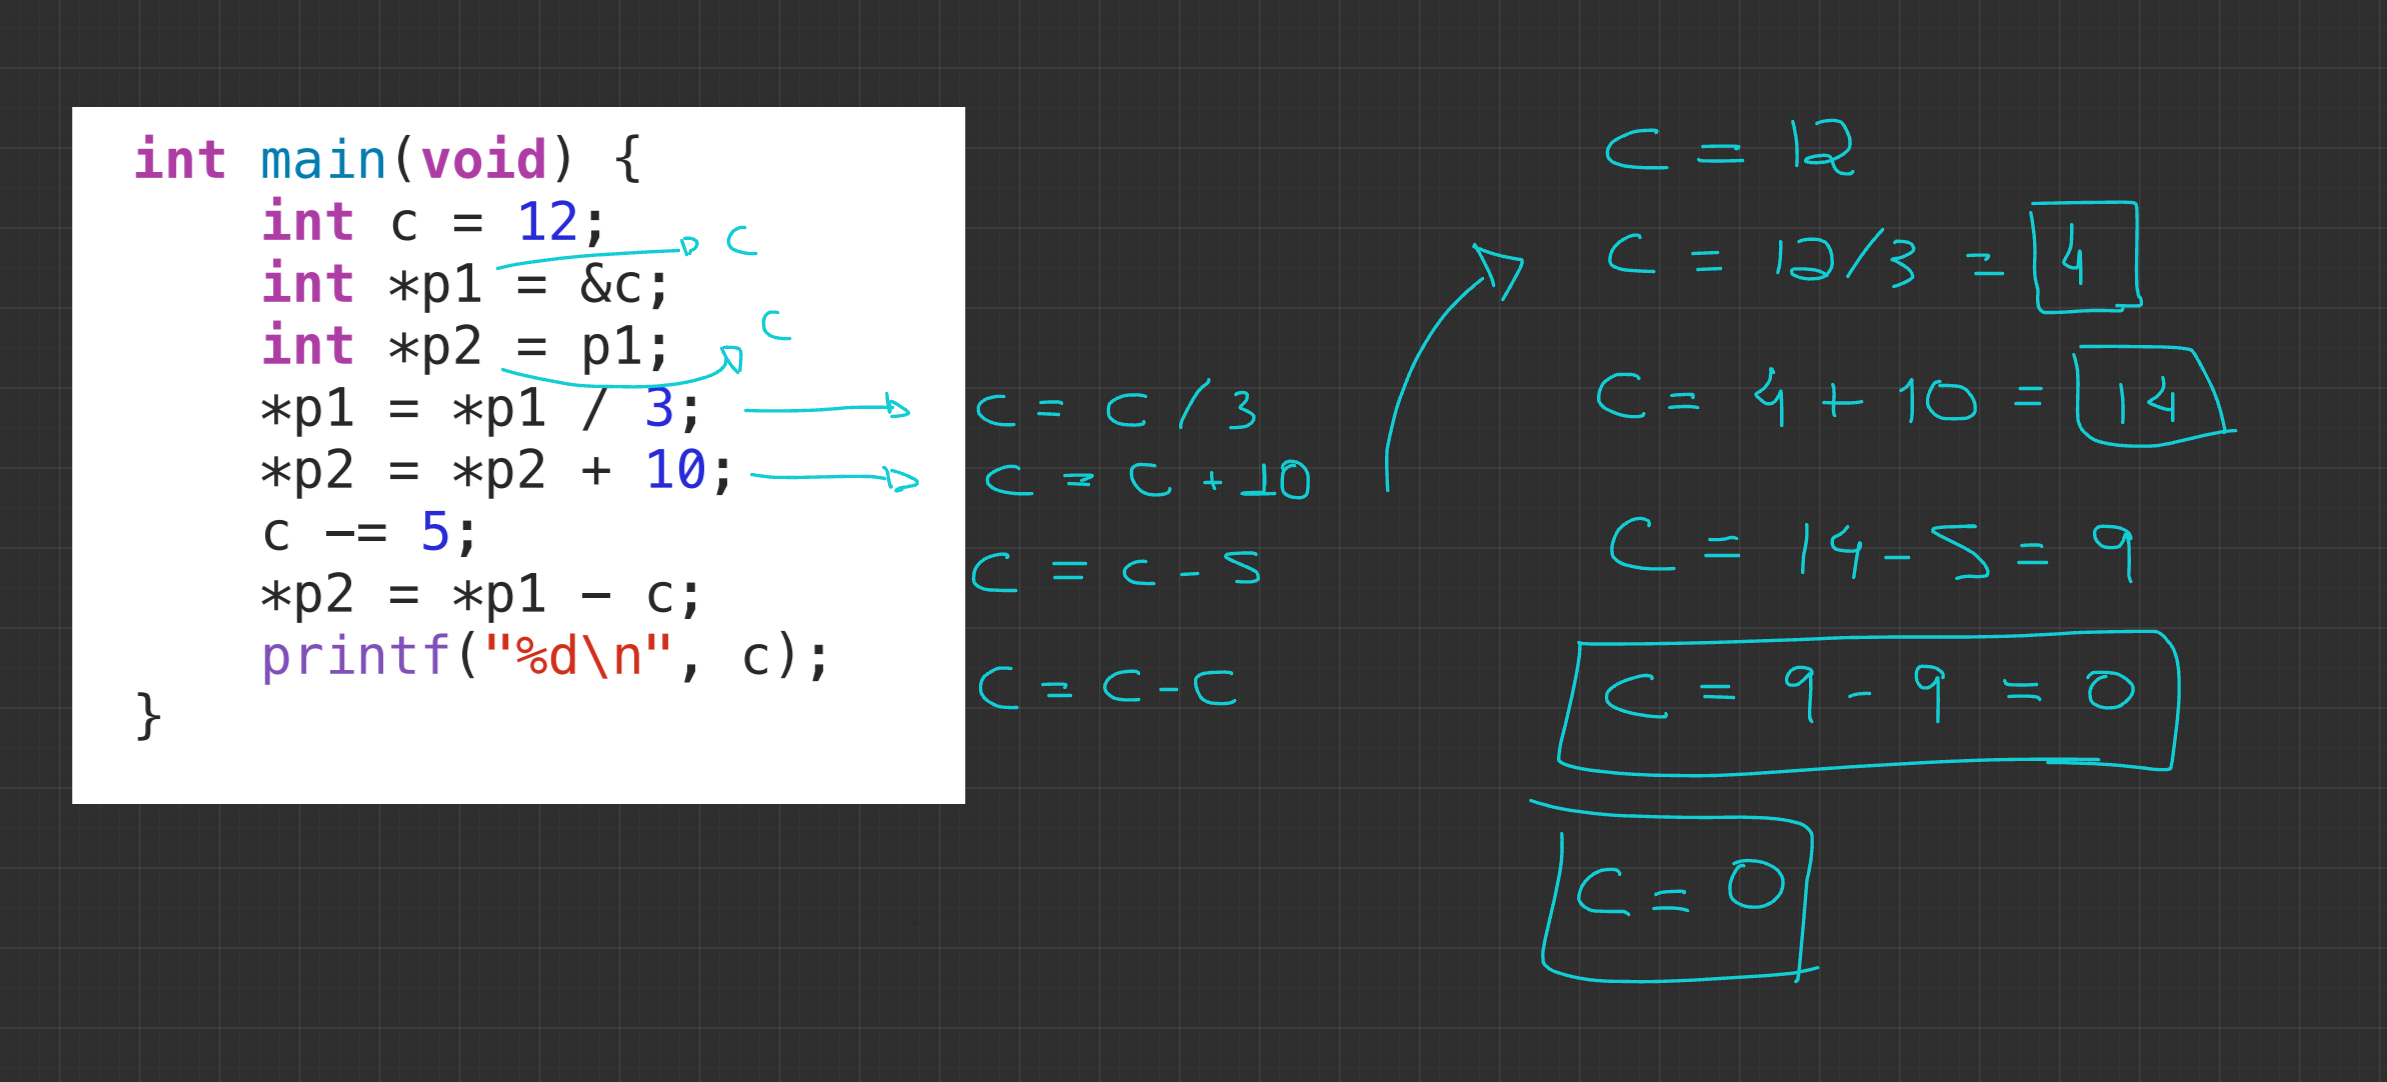 int main(void) {
int c = 12;
int *p1 = &c;
int *p2 = p1;
*p1 = *p1 / 3;
*p2 = *p2 + 10;
c -= 5;
*p2 = *p1 - c;
printf("%d\n", c);
}
C
C
C = C / 3
C = C + 10
C = C - 5
C = C - C
C = 12
C = 12/3 = 4
C = 4 + 10 = 14
C = 14 - 5 = 9
C = 9 - 9 = 0
C = 0